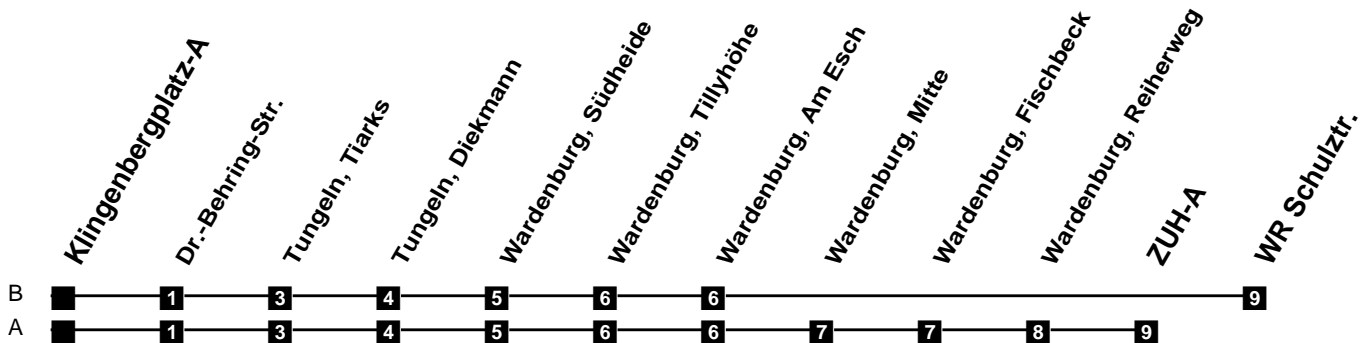 Klingenbergplatz-A
Dr.-Behring-Str.
Tungeln, Tiarks
Tungeln, Diekmann
Wardenburg, Südheide
Wardenburg, Tillyhöhe
Wardenburg, Am Esch
Wardenburg, Mitte
Wardenburg, Fischbeck
Wardenburg, Reiherweg
ZUH-A
WR Schulztr.
B 1 3 4 5 6 6 9
A 1 3 4 5 6 6 7 7 8 9